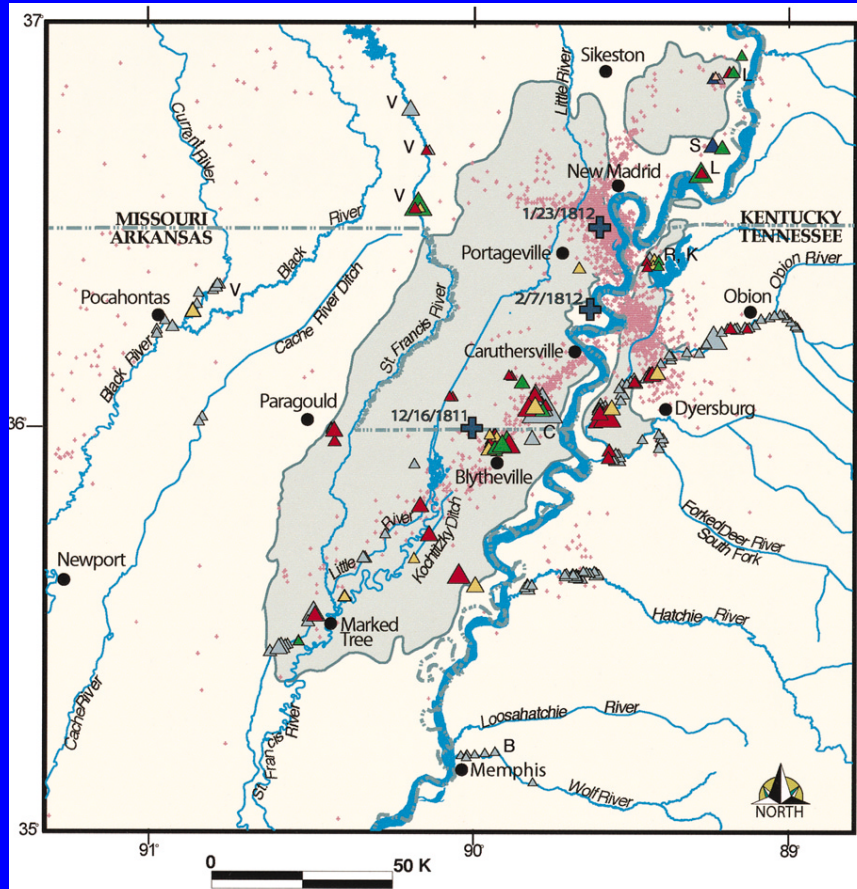 37°
Sikeston
Little River
Current River
V
L
V
S
L
New Madrid
V
1/23/1812
MISSOURI
ARKANSAS
Black River
KENTUCKY
TENNESSEE
Portageville
R, K
Obion River
Cache River Ditch
V
Pocahontas
2/7/1812
Obion
St. Francis River
Black River
Caruthersville
Paragould
12/16/1811
Dyersburg
36°
C
Blytheville
Little River
Kochtitzky Ditch
Forked Deer River
South Fork
Newport
Hatchie River
Marked
Tree
Cache River
St. Francis River
Loosahatchie River
B
Memphis
Wolf River
NORTH
35°
91°
90°
89°
0
50 K